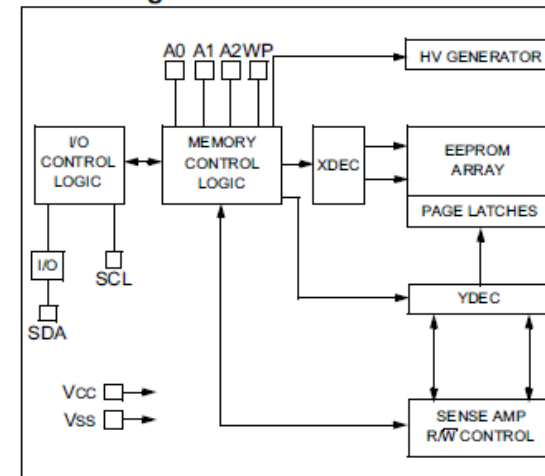 A0 A1 A2 WP
HV GENERATOR
I/O
CONTROL
LOGIC
MEMORY
CONTROL
LOGIC
XDEC
EEPROM
ARRAY
PAGE LATCHES
I/O
SCL
SDA
YDEC
Vcc
Vss
SENSE AMP
R/W̅ CONTROL